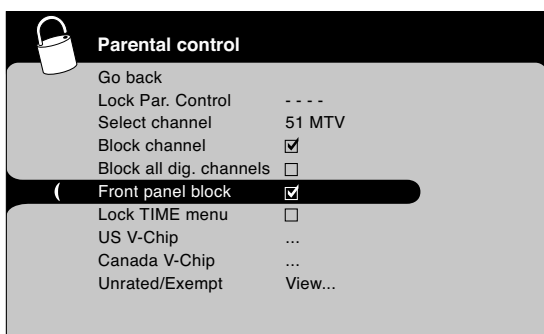 Parental control
Go back
Lock Par. Control - - - -
Select channel 51 MTV
Block channel ☑
Block all dig. channels ☐
Front panel block ☑
Lock TIME menu ☐
US V-Chip ...
Canada V-Chip ...
Unrated/Exempt View...